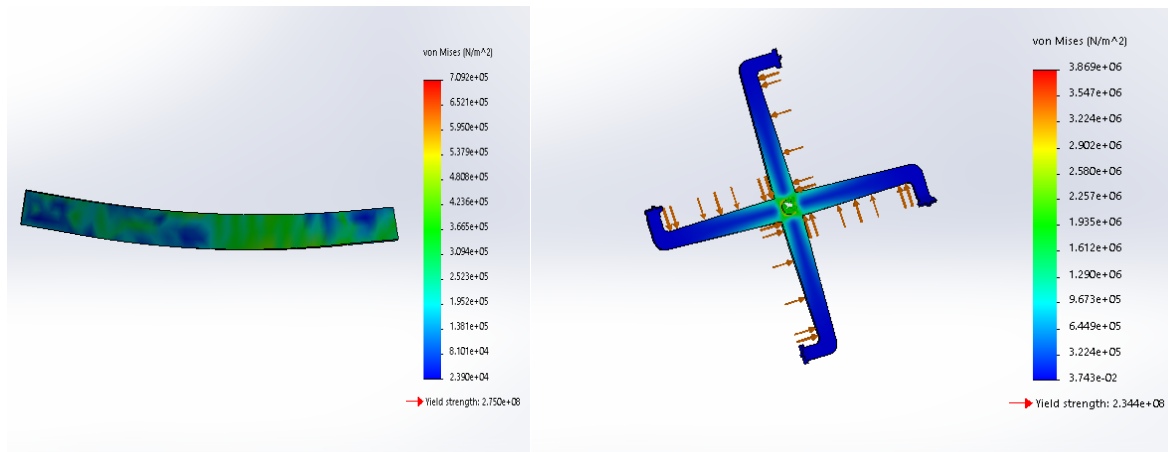 von Mises (N/m^2)
7.092e+05
6.521e+05
5.950e+05
5.379e+05
4.808e+05
4.236e+05
3.665e+05
3.094e+05
2.523e+05
1.952e+05
1.381e+05
8.101e+04
2.390e+04
Yield strength: 2.750e+08
von Mises (N/m^2)
3.869e+06
3.547e+06
3.224e+06
2.902e+06
2.580e+06
2.257e+06
1.935e+06
1.612e+06
1.290e+06
9.673e+05
6.449e+05
3.224e+05
3.743e-02
Yield strength: 2.344e+08